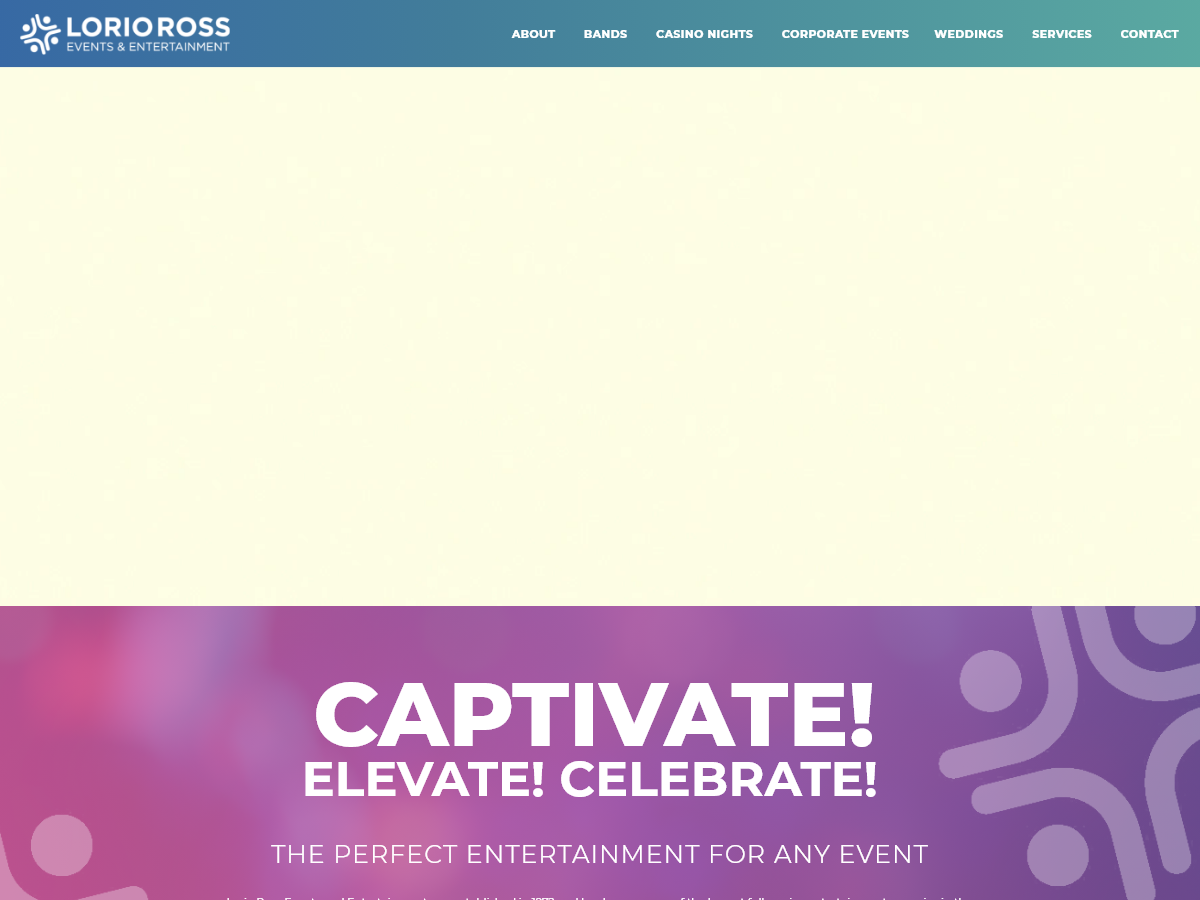 LORIO ROSS
EVENTS & ENTERTAINMENT
ABOUT BANDS CASINO NIGHTS CORPORATE EVENTS WEDDINGS SERVICES CONTACT
CAPTIVATE!
ELEVATE! CELEBRATE!
THE PERFECT ENTERTAINMENT FOR ANY EVENT